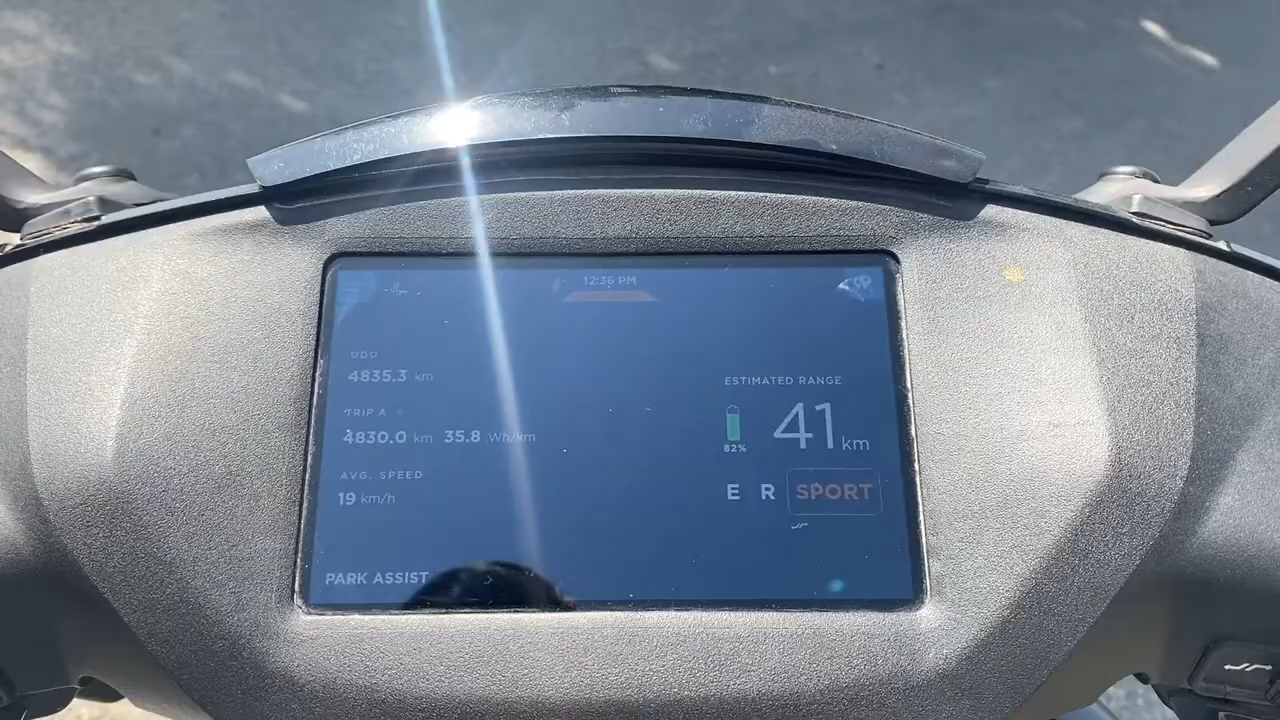 12:36 PM
ODO
4835.3 km
TRIP A
4830.0 km 35.8 Wh/km
AVG. SPEED
19 km/h
ESTIMATED RANGE
82%
41 km
E R SPORT
PARK ASSIST